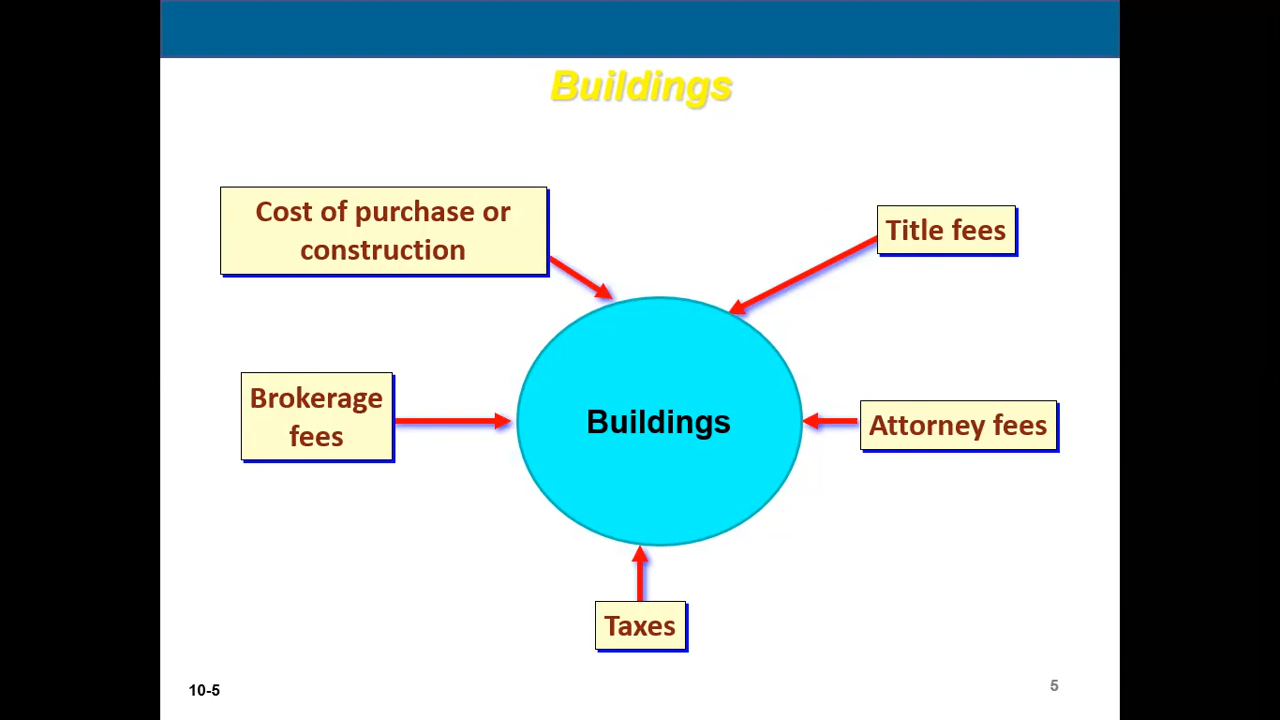 Buildings
Cost of purchase or
construction
Title fees
Brokerage
fees
Buildings
Attorney fees
Taxes
10-5
5